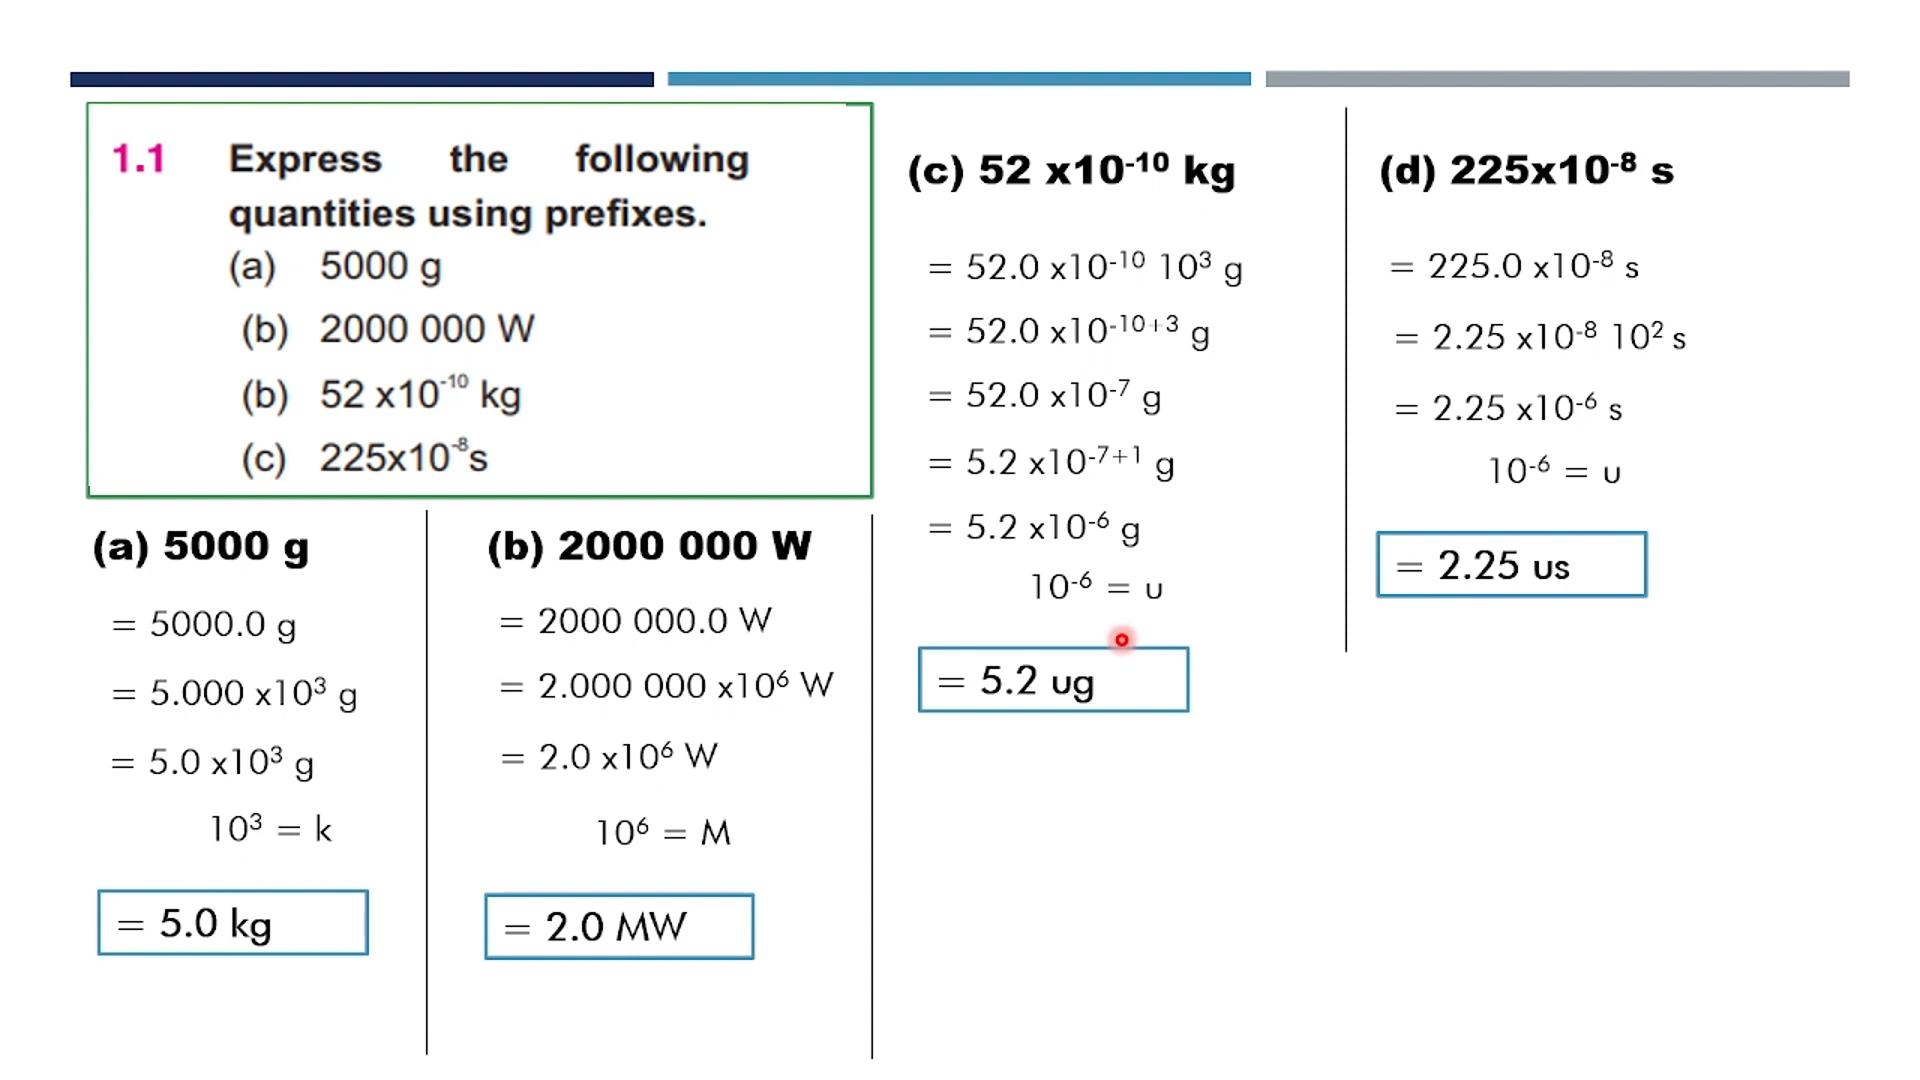 1.1 Express the following
quantities using prefixes.
(a) 5000 g
(b) 2000 000 W
(b) 52 x10⁻¹⁰ kg
(c) 225x10⁻⁸s
(a) 5000 g
= 5000.0 g
= 5.000 x10³ g
= 5.0 x10³ g
10³ = k
= 5.0 kg
(b) 2000 000 W
= 2000 000.0 W
= 2.000 000 x10⁶ W
= 2.0 x10⁶ W
10⁶ = M
= 2.0 MW
(c) 52 x10⁻¹⁰ kg
= 52.0 x10⁻¹⁰ 10³ g
= 52.0 x10⁻¹⁰⁺³ g
= 52.0 x10⁻⁷ g
= 5.2 x10⁻⁷⁺¹ g
= 5.2 x10⁻⁶ g
10⁻⁶ = u
= 5.2 ug
(d) 225x10⁻⁸ s
= 225.0 x10⁻⁸ s
= 2.25 x10⁻⁸ 10² s
= 2.25 x10⁻⁶ s
10⁻⁶ = u
= 2.25 us